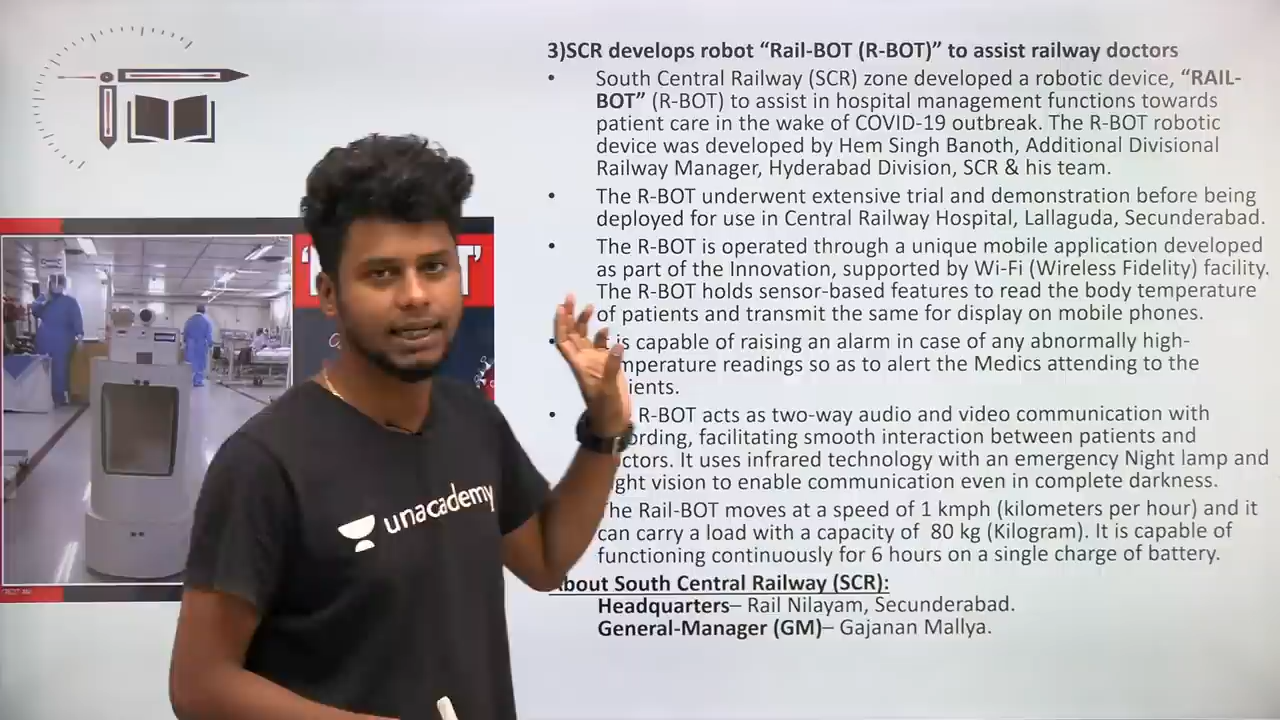 3)SCR develops robot “Rail-BOT (R-BOT)” to assist railway doctors
• South Central Railway (SCR) zone developed a robotic device, “RAIL-
BOT” (R-BOT) to assist in hospital management functions towards
patient care in the wake of COVID-19 outbreak. The R-BOT robotic
device was developed by Hem Singh Banoth, Additional Divisional
Railway Manager, Hyderabad Division, SCR & his team.
• The R-BOT underwent extensive trial and demonstration before being
deployed for use in Central Railway Hospital, Lallaguda, Secunderabad.
• The R-BOT is operated through a unique mobile application developed
as part of the Innovation, supported by Wi-Fi (Wireless Fidelity) facility.
The R-BOT holds sensor-based features to read the body temperature
of patients and transmit the same for display on mobile phones.
• is capable of raising an alarm in case of any abnormally high-
mperature readings so as to alert the Medics attending to the
ients.
• R-BOT acts as two-way audio and video communication with
ording, facilitating smooth interaction between patients and
ctors. It uses infrared technology with an emergency Night lamp and
ght vision to enable communication even in complete darkness.
The Rail-BOT moves at a speed of 1 kmph (kilometers per hour) and it
can carry a load with a capacity of 80 kg (Kilogram). It is capable of
functioning continuously for 6 hours on a single charge of battery.
About South Central Railway (SCR):
Headquarters– Rail Nilayam, Secunderabad.
General-Manager (GM)– Gajanan Mallya.
unacademy